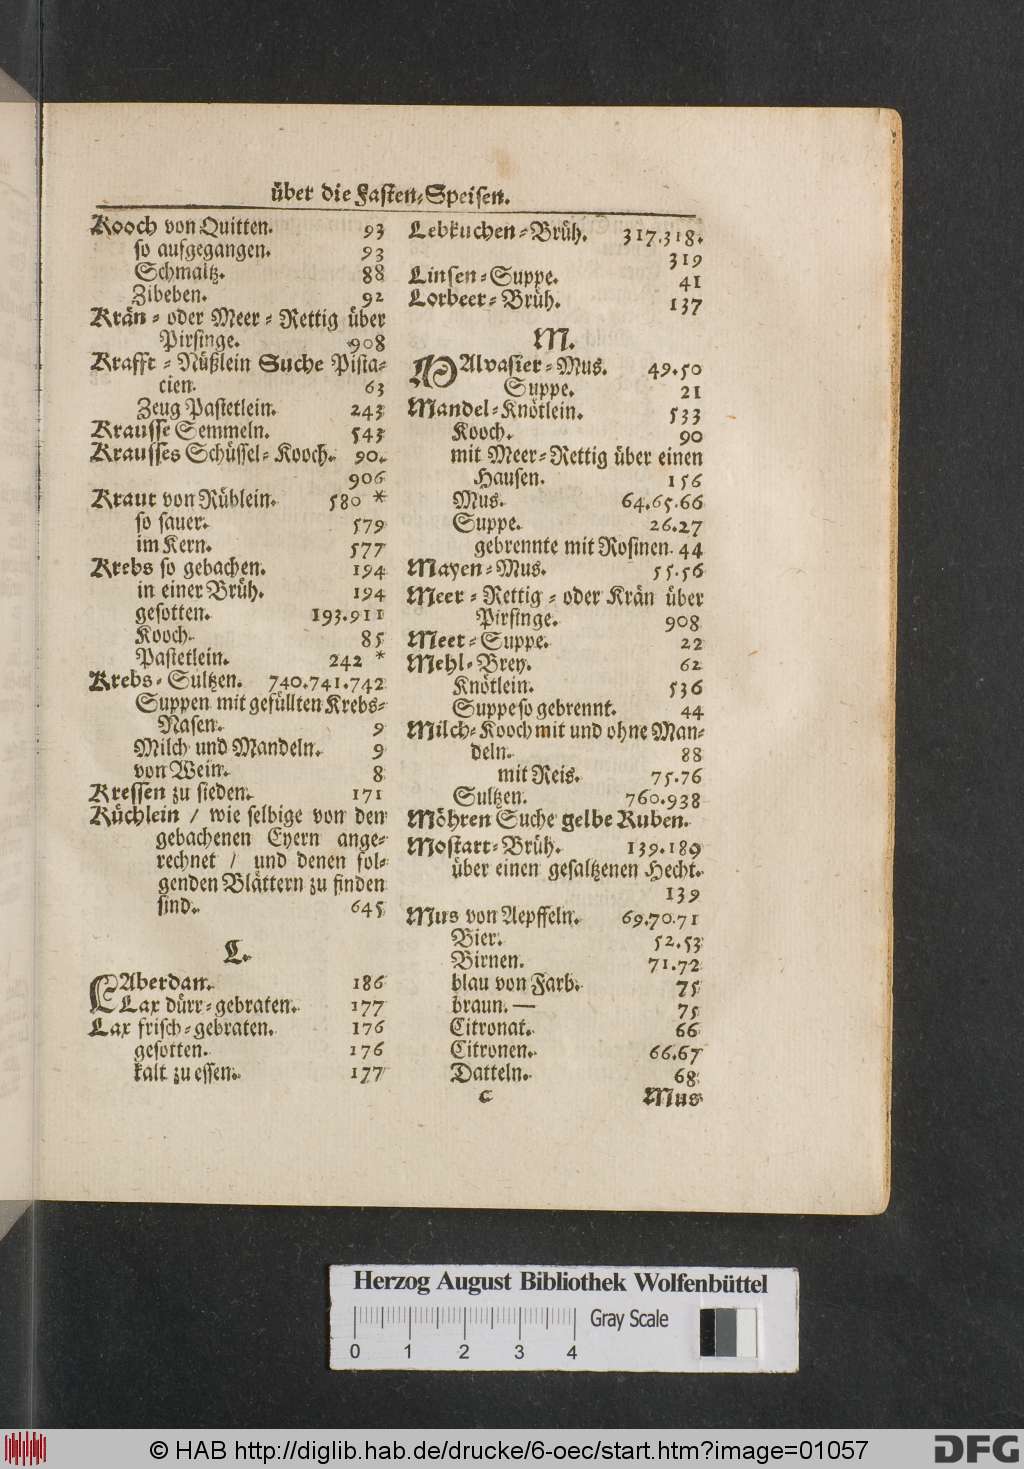 über die Fasten-Speisen.
Kooch von Quitten. 93
so aufgegangen. 93
Schmaltz. 88
Zibeben. 92
Krän- oder Meer-Rettig über
Pirsinge. 908
Krafft-Nüßlein Suche Pista-
cien. 63
Zeug Pastetlein. 243
Krausse Semmeln. 543
Krausses Schüssel-Kooch. 90.
906
Kraut von Rüblein. 580 *
so sauer. 579
im Kern. 577
Krebs so gebachen. 194
in einer Brüh. 194
gesotten. 193.911
Kooch. 85
Pastetlein. 242 *
Krebs-Sultzen. 740.741.742
Suppen mit gefüllten Krebs-
Nasen. 9
Milch und Mandeln. 9
von Wein. 8
Kressen zu sieden. 171
Küchlein / wie selbige von den
gebachenen Eyern ange-
rechnet / und denen fol-
genden Blättern zu finden
sind. 645
L.
LAberdan. 186
Lax dürr-gebraten. 177
Lax frisch-gebraten. 176
gesotten. 176
kalt zu essen. 177
Lebkuchen-Brüh. 317.318.
319
Linsen-Suppe. 41
Lorbeer-Brüh. 137
M.
MAlvasier-Mus. 49.50
Suppe. 21
Mandel-Knötlein. 533
Kooch. 90
mit Meer-Rettig über einen
Hausen. 156
Mus. 64.65.66
Suppe. 26.27
gebrennte mit Rosinen. 44
Mayen-Mus. 55.56
Meer-Rettig- oder Krän über
Pirsinge. 908
Meet-Suppe. 22
Mehl-Brey. 62
Knötlein. 536
Suppe so gebrennt. 44
Milch-Kooch mit und ohne Man-
deln. 88
mit Reis. 75.76
Sultzen. 760.938
Möhren Suche gelbe Ruben.
Mostart-Brüh. 139.189
über einen gesaltzenen Hecht.
139
Mus von Aepffeln. 69.70.71
Bier. 52.53
Birnen. 71.72
blau von Farb. 75
braun. — 75
Citronat. 66
Citronen. 66.67
Datteln. 68
c Mus
Herzog August Bibliothek Wolfenbüttel
Gray Scale
0 1 2 3 4
© HAB http://diglib.hab.de/drucke/6-oec/start.htm?image=01057
DFG